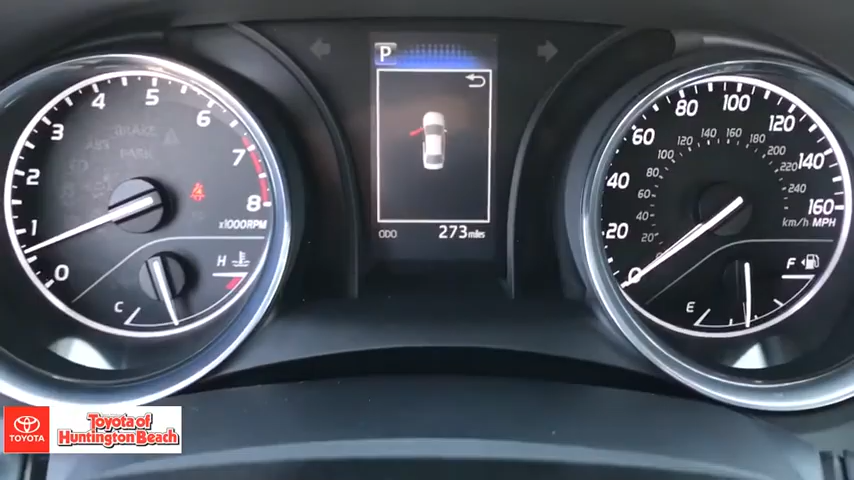 P
1 2 3 4 5 6 7 8
x1000RPM
BRAKE
PARK
H
C
ODO 273 miles
0 20 40 60 80 100 120 140 160
20 40 60 80 100 120 140 160 180 200 220 240
km/h MPH
F
E
0
TOYOTA
Toyota of
Huntington Beach